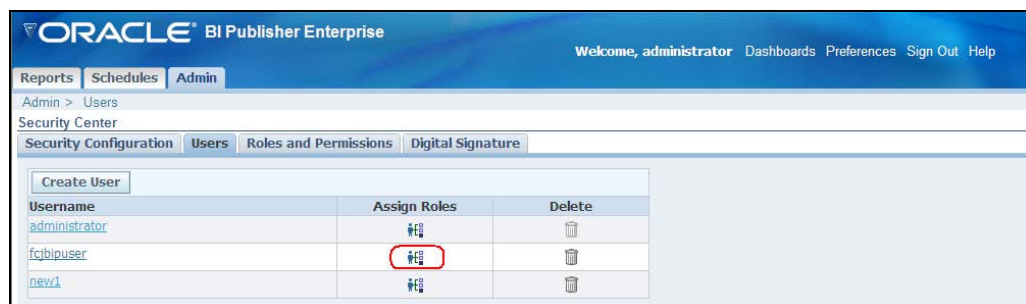 ORACLE BI Publisher Enterprise
Welcome, administrator Dashboards Preferences Sign Out Help
Reports Schedules Admin
Admin > Users
Security Center
Security Configuration Users Roles and Permissions Digital Signature
Create User
Username Assign Roles Delete
administrator
fcjbipuser
new1